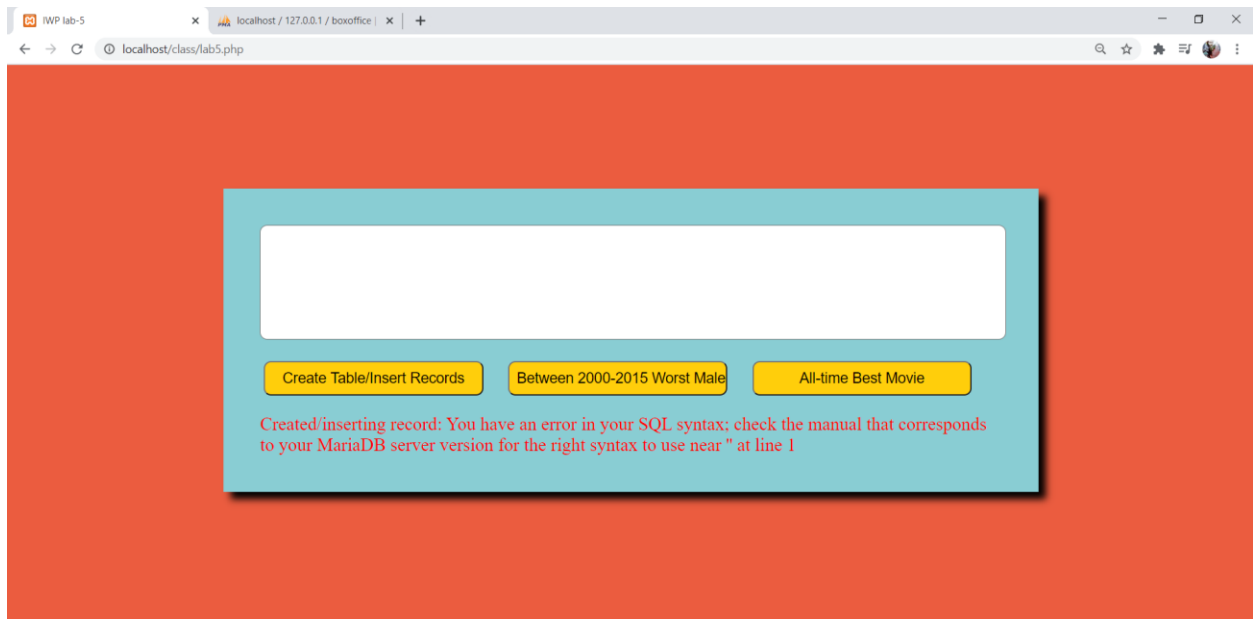 IWP lab-5
localhost / 127.0.0.1 / boxoffice |
localhost/class/lab5.php
Create Table/Insert Records
Between 2000-2015 Worst Male
All-time Best Movie
Created/inserting record: You have an error in your SQL syntax; check the manual that corresponds
to your MariaDB server version for the right syntax to use near '' at line 1